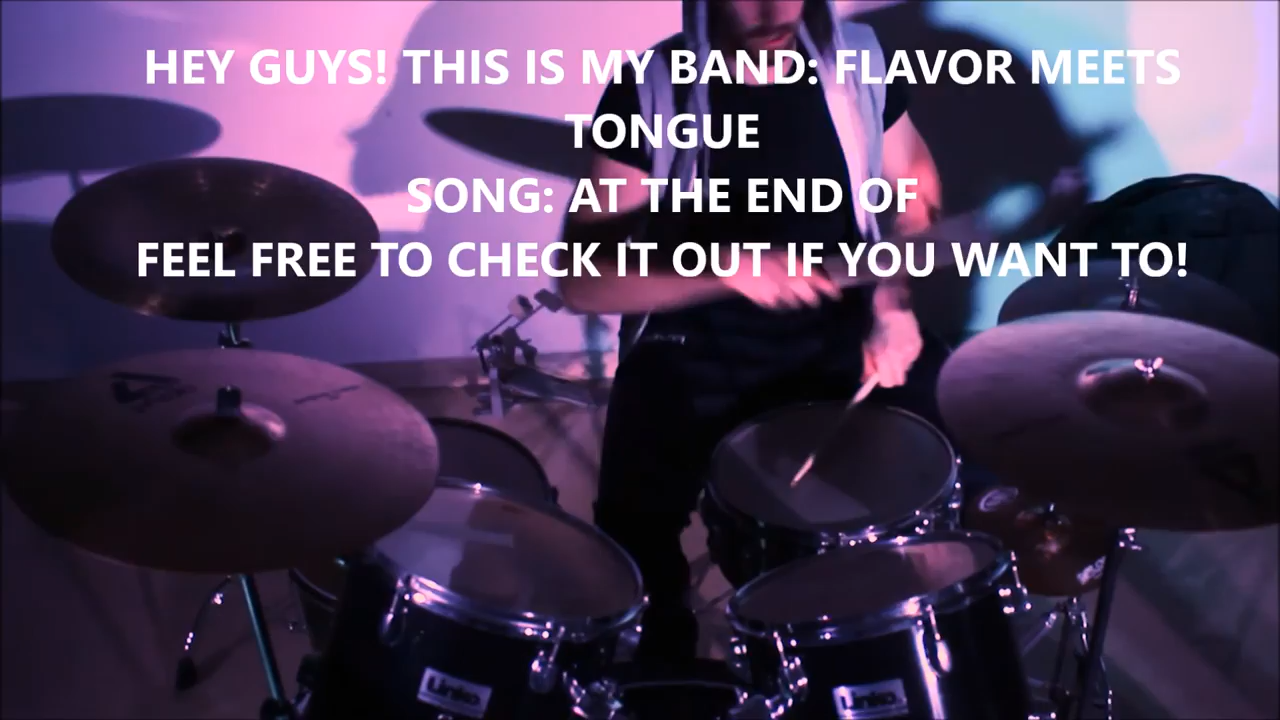 HEY GUYS! THIS IS MY BAND: FLAVOR MEETS
TONGUE
SONG: AT THE END OF
FEEL FREE TO CHECK IT OUT IF YOU WANT TO!